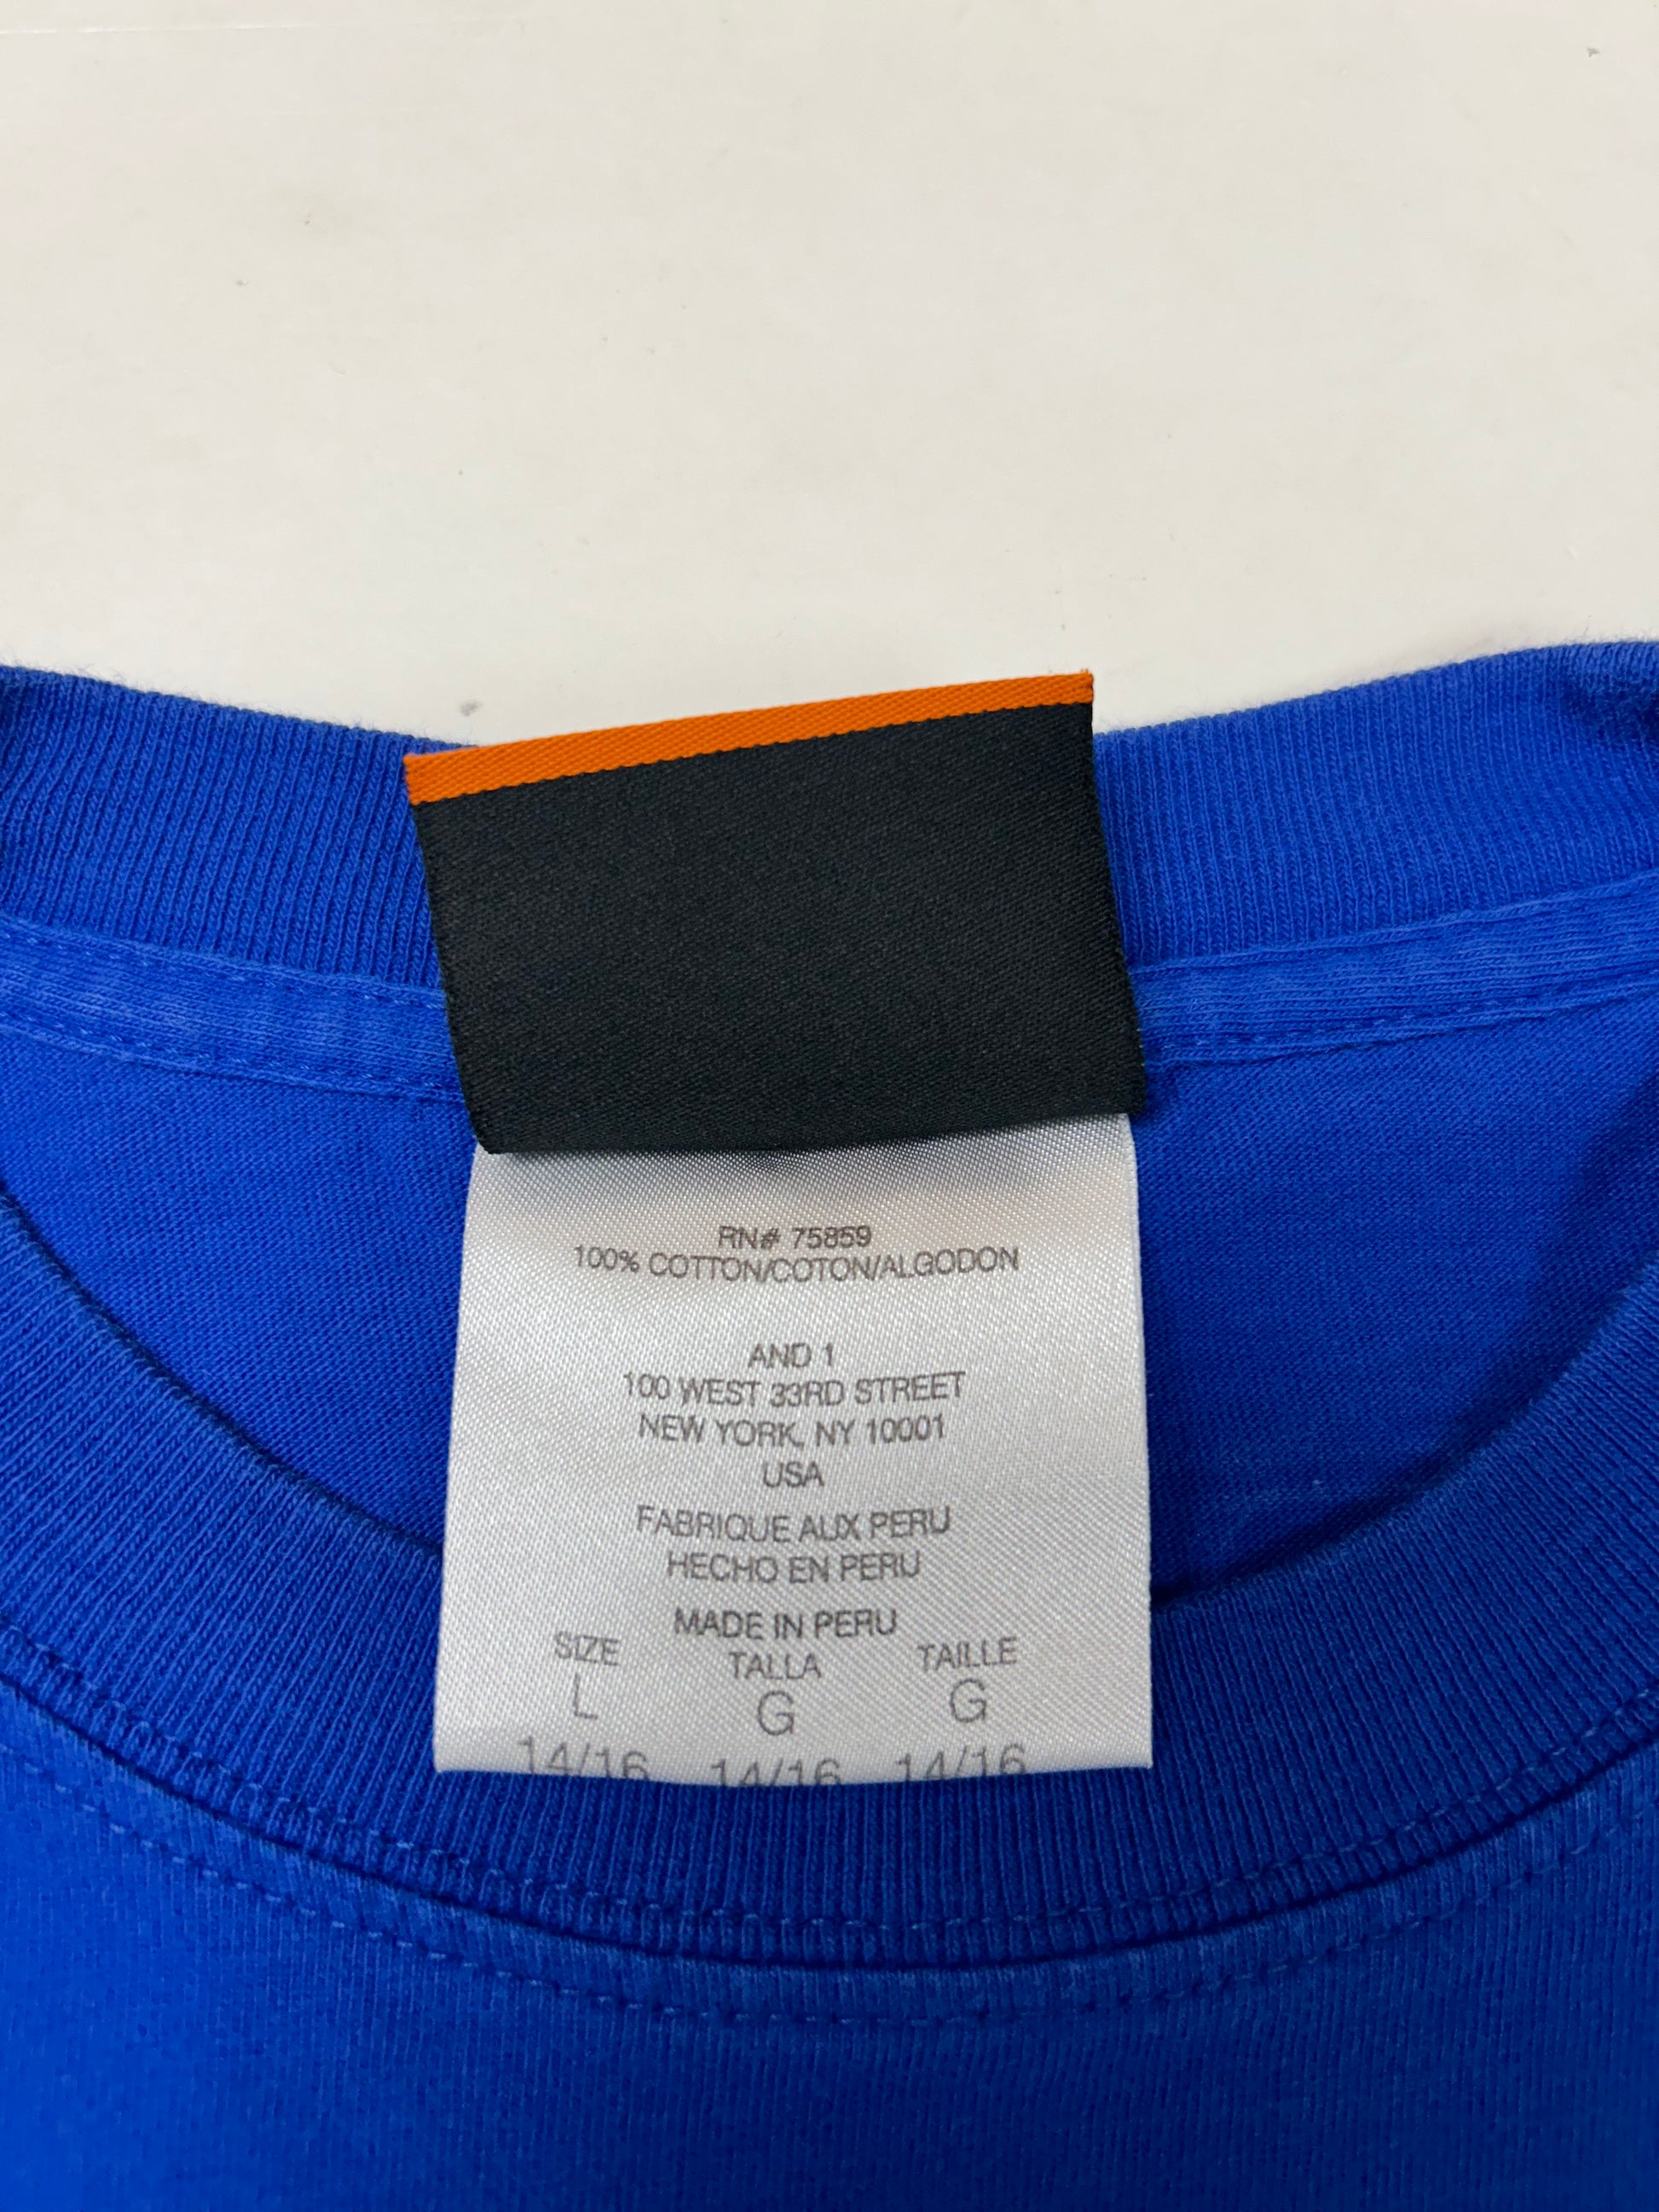 RN# 75859
100% COTTON/COTON/ALGODON
AND 1
100 WEST 33RD STREET
NEW YORK, NY 10001
USA
FABRIQUE AUX PERU
HECHO EN PERU
MADE IN PERU
SIZE TALLA TAILLE
L G G
14/16 14/16 14/16